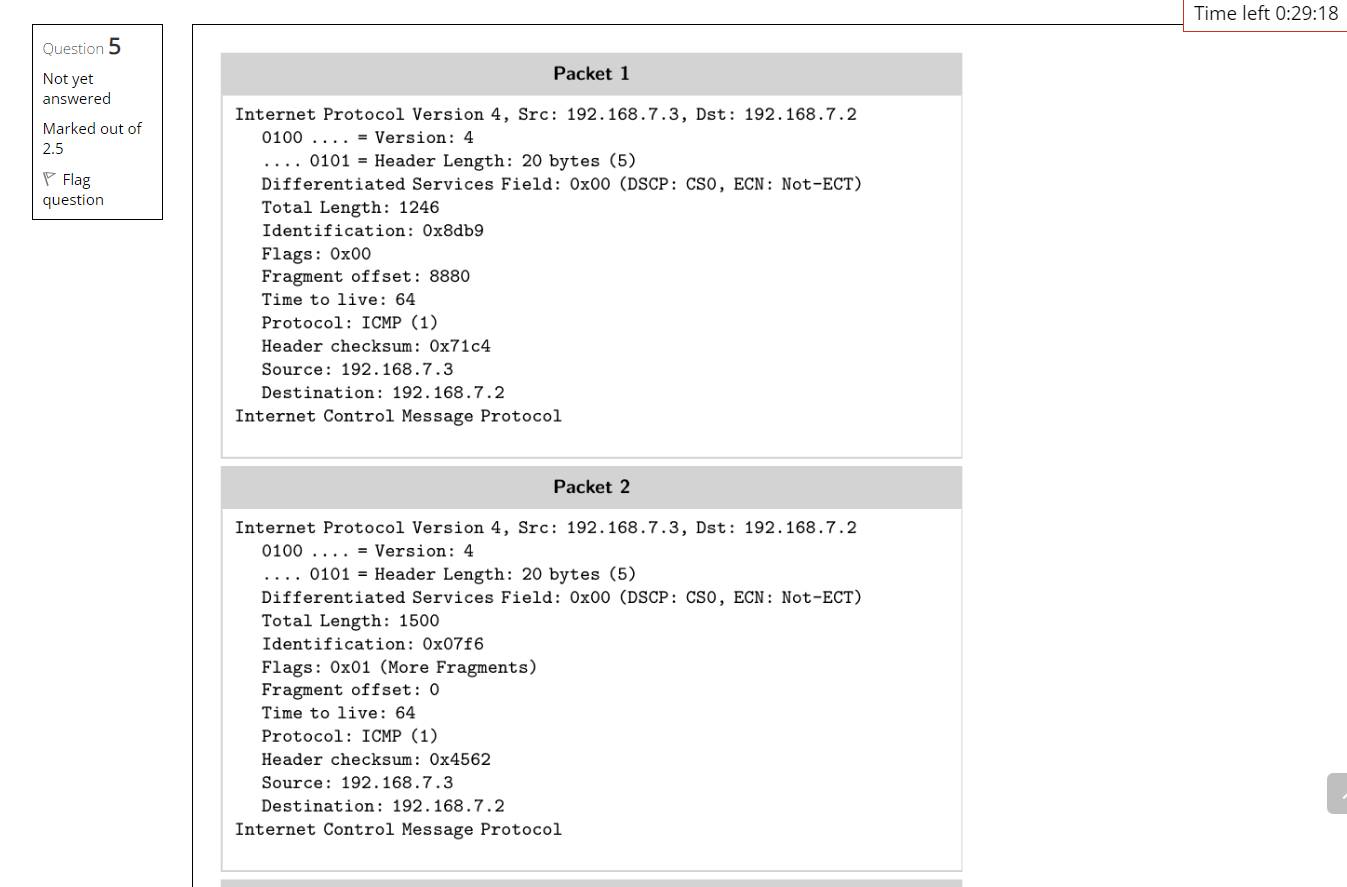 Time left 0:29:18
Question 5
Not yet
answered
Marked out of
2.5
Flag
question
Packet 1
Internet Protocol Version 4, Src: 192.168.7.3, Dst: 192.168.7.2
0100 .... = Version: 4
.... 0101 = Header Length: 20 bytes (5)
Differentiated Services Field: 0x00 (DSCP: CS0, ECN: Not-ECT)
Total Length: 1246
Identification: 0x8db9
Flags: 0x00
Fragment offset: 8880
Time to live: 64
Protocol: ICMP (1)
Header checksum: 0x71c4
Source: 192.168.7.3
Destination: 192.168.7.2
Internet Control Message Protocol
Packet 2
Internet Protocol Version 4, Src: 192.168.7.3, Dst: 192.168.7.2
0100 .... = Version: 4
.... 0101 = Header Length: 20 bytes (5)
Differentiated Services Field: 0x00 (DSCP: CS0, ECN: Not-ECT)
Total Length: 1500
Identification: 0x07f6
Flags: 0x01 (More Fragments)
Fragment offset: 0
Time to live: 64
Protocol: ICMP (1)
Header checksum: 0x4562
Source: 192.168.7.3
Destination: 192.168.7.2
Internet Control Message Protocol